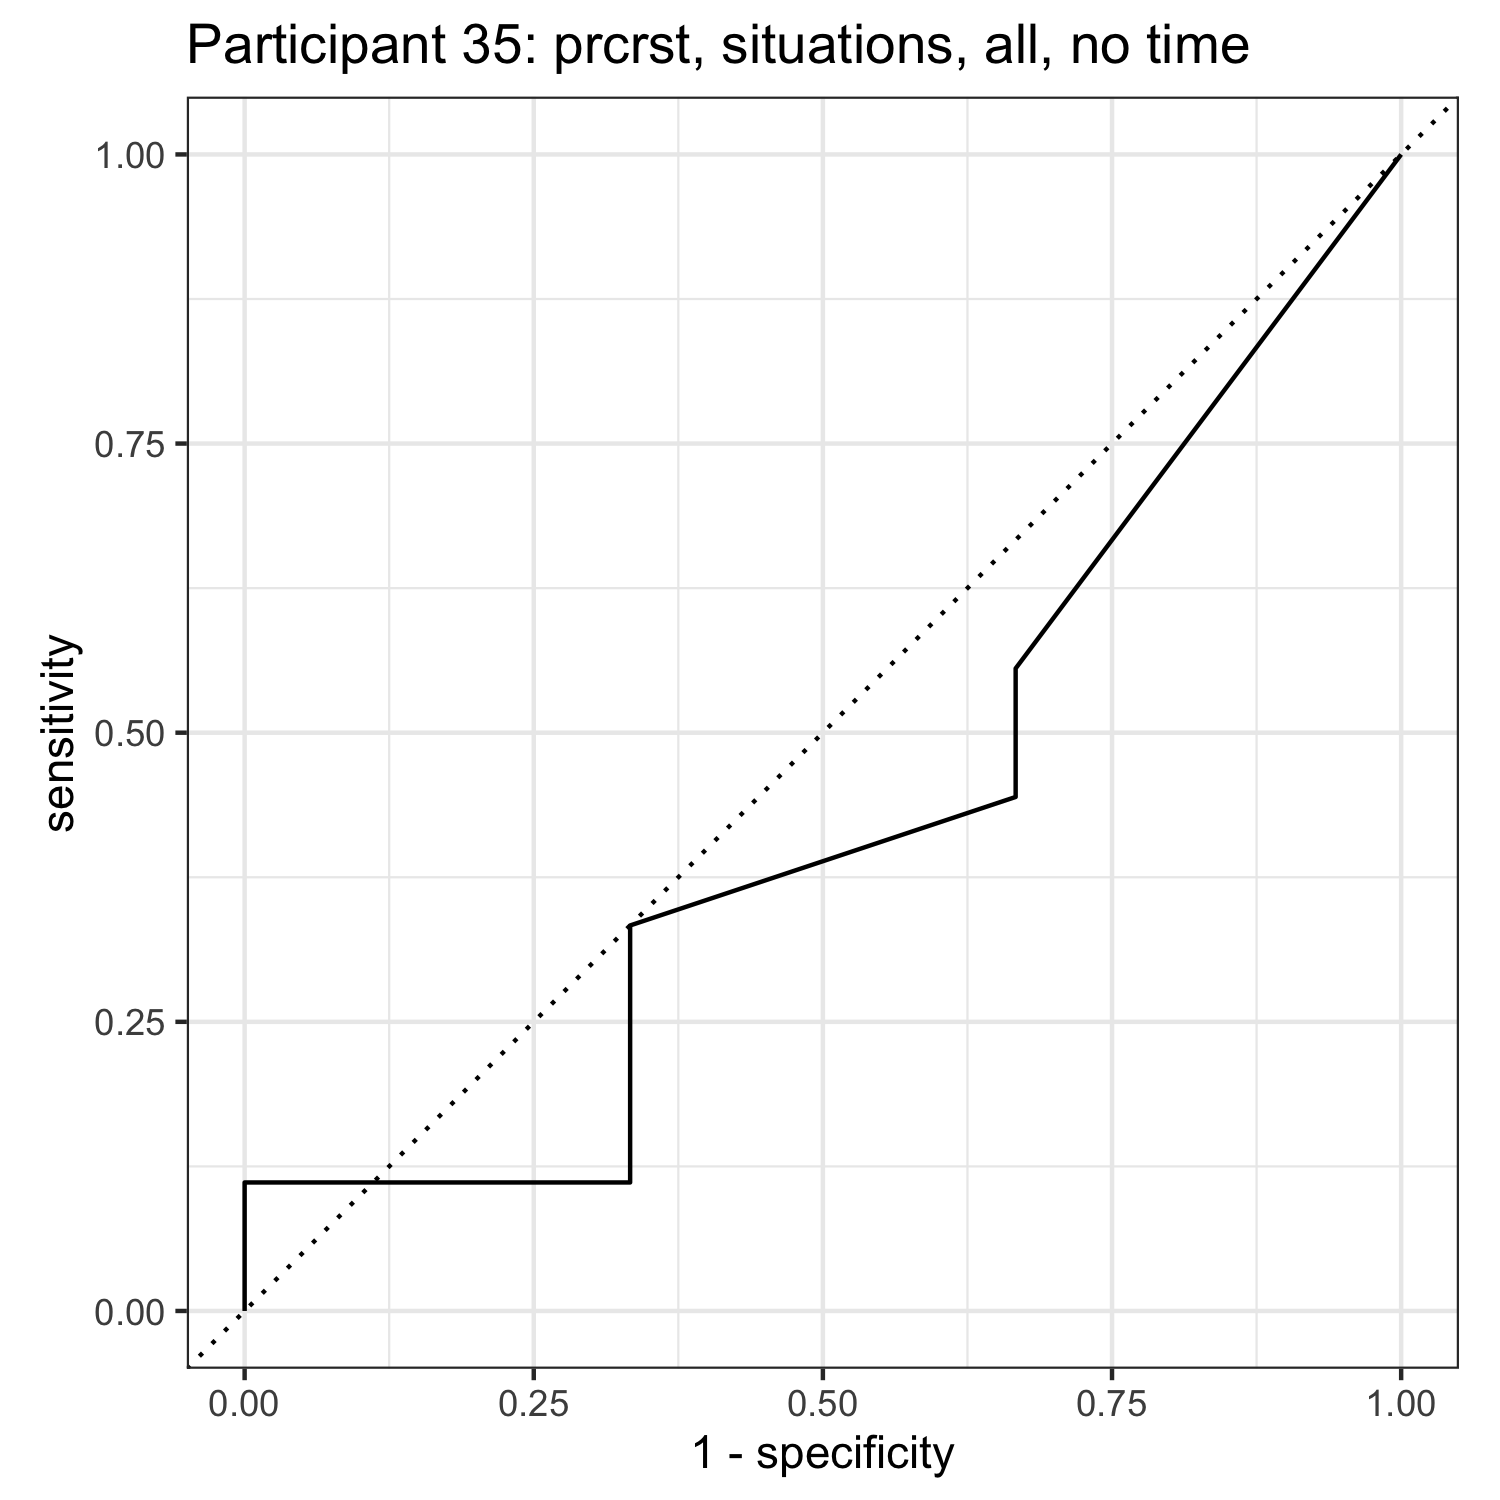 Participant 35: prcrst, situations, all, no time
1.00
0.75
0.50
0.25
0.00
sensitivity
0.00 0.25 0.50 0.75 1.00
1 - specificity